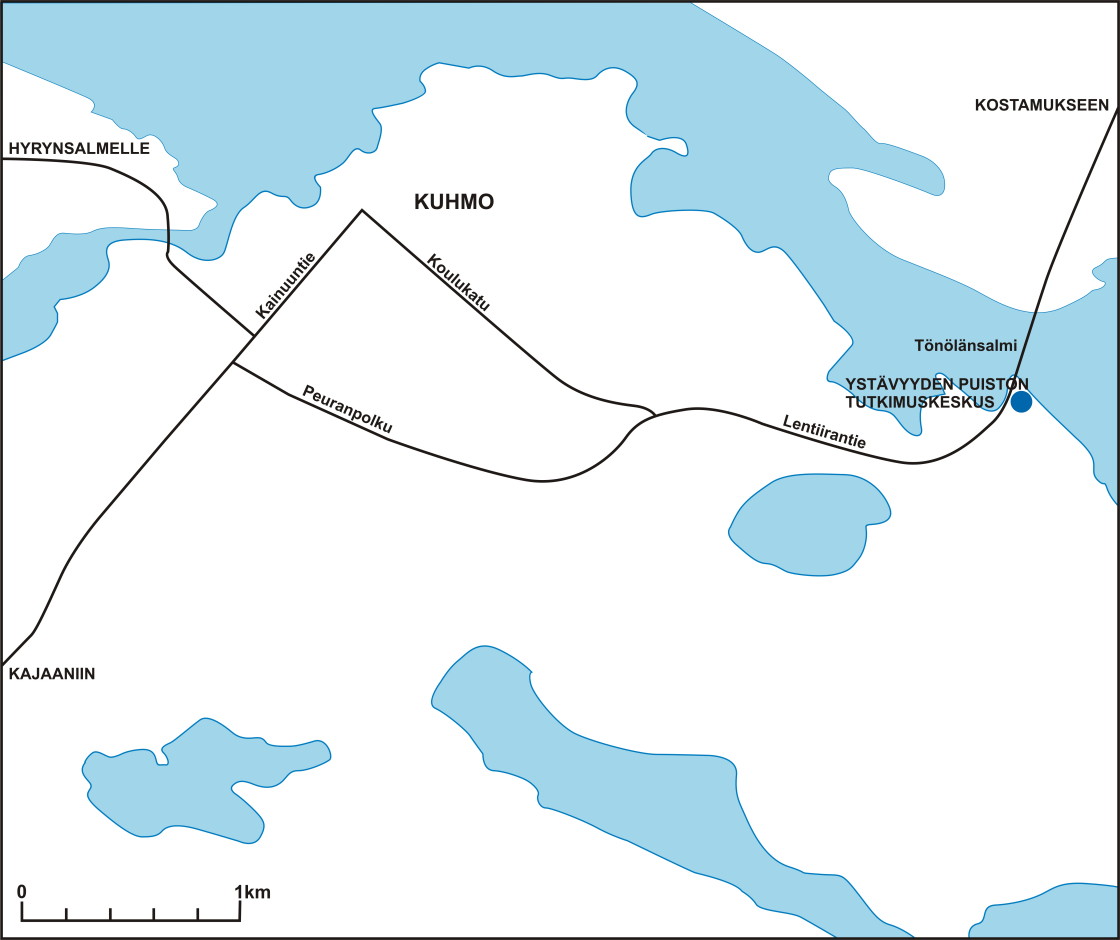 KOSTAMUKSEEN
HYRYNSALMELLE
KUHMO
Kainuuntie
Koulukatu
Tönölänsalmi
YSTÄVYYDEN PUISTON
TUTKIMUSKESKUS
Peuranpolku
Lentiirantie
KAJAANIIN
0 1km